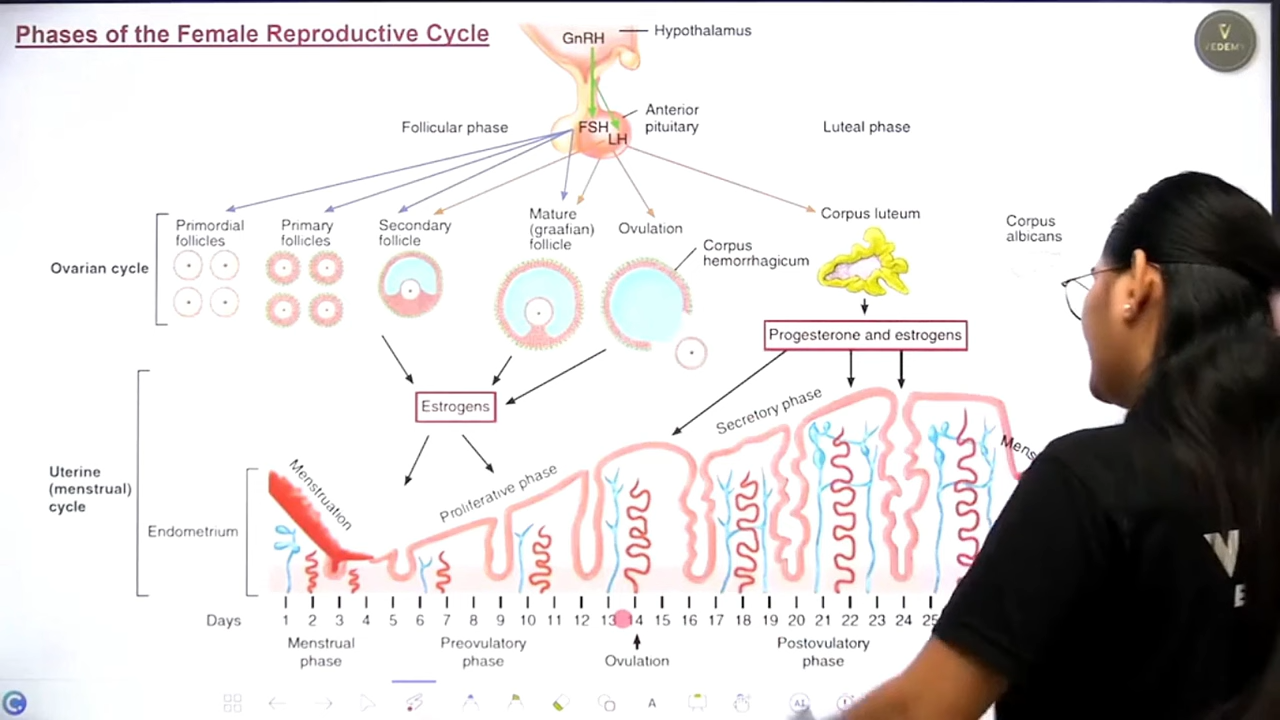 Phases of the Female Reproductive Cycle
GnRH
Hypothalamus
V
VEDEMY
Anterior
pituitary
FSH
LH
Follicular phase
Luteal phase
Primordial
follicles
Primary
follicles
Secondary
follicle
Mature
(graafian)
follicle
Ovulation
Corpus
hemorrhagicum
Corpus luteum
Corpus
albicans
Ovarian cycle
Progesterone and estrogens
Estrogens
Secretory phase
Proliferative phase
Menstruation
Mens
Uterine
(menstrual)
cycle
Endometrium
Days
1 2 3 4 5 6 7 8 9 10 11 12 13 14 15 16 17 18 19 20 21 22 23 24 25
Menstrual
phase
Preovulatory
phase
Ovulation
Postovulatory
phase
A
AI
V
E